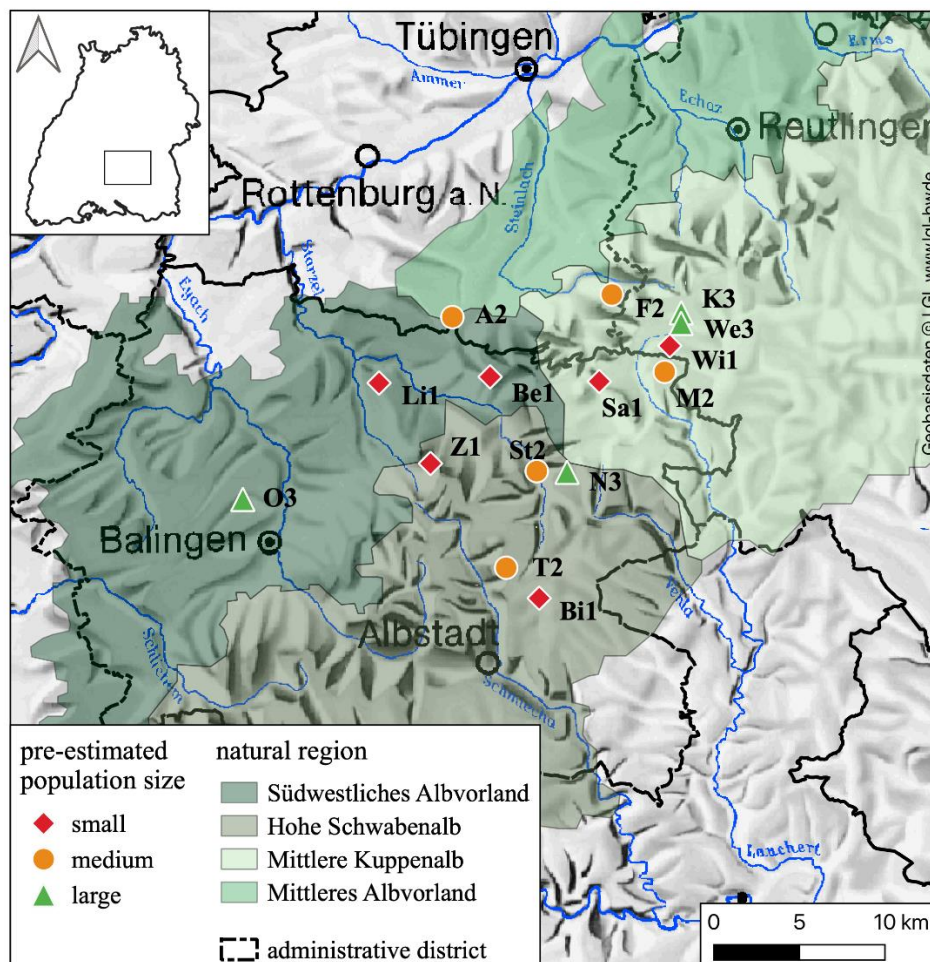 Tübingen
Ammer
Erms
Echaz
Reutlingen
Rottenburg a. N.
Steinlach
Starzel
Eyach
A2
F2
K3
We3
Wi1
M2
Li1
Be1
Sa1
Z1
St2
N3
O3
Balingen
T2
Bi1
Albstadt
Schlichem
Schmiecha
Lauchert
Geobasisdaten © LGL, www.lgl-bw.de
pre-estimated
population size
small
medium
large
natural region
Südwestliches Albvorland
Hohe Schwabenalb
Mittlere Kuppenalb
Mittleres Albvorland
administrative district
0 5 10 km